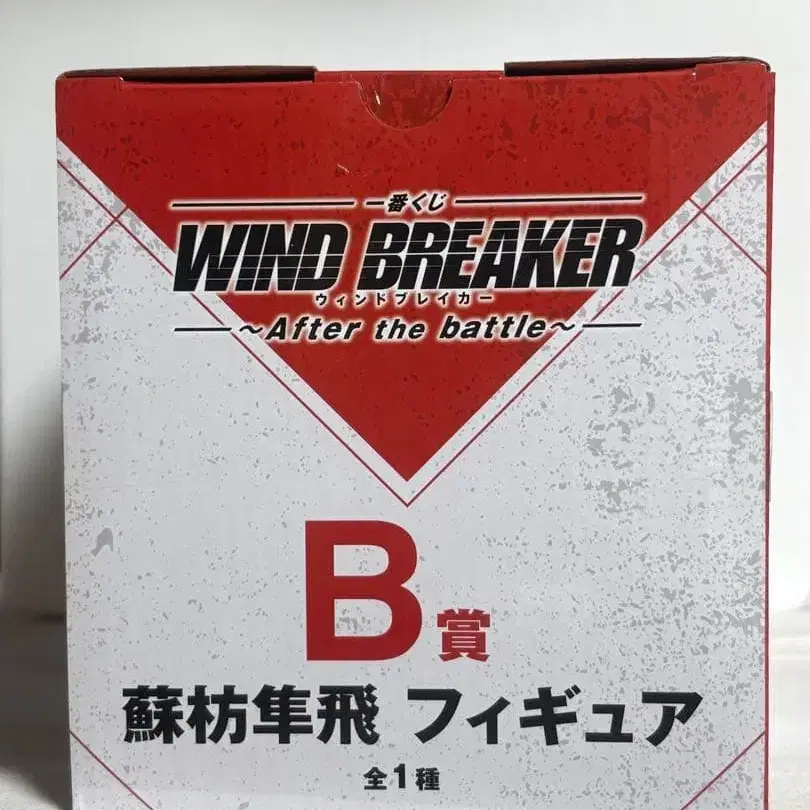 一番くじ
WIND BREAKER
ウィンドブレイカー
～After the battle～
B賞
蘇枋隼飛 フィギュア
全1種